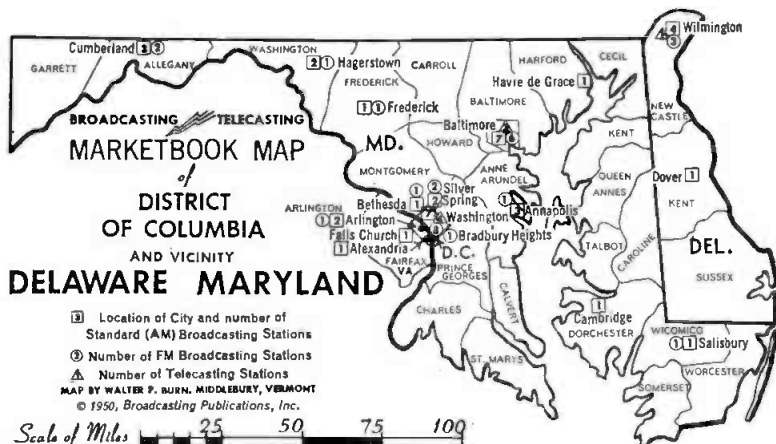 Cumberland 2 2
WASHINGTON
2 1 Hagerstown
GARRETT
ALLEGANY
FREDERICK
CARROLL
HARFORD
CECIL
4 Wilmington
3
Havre de Grace 1
1 1 Frederick
BALTIMORE
NEW CASTLE
BROADCASTING TELECASTING
MARKETBOOK MAP
of
DISTRICT
OF COLUMBIA
AND VICINITY
DELAWARE MARYLAND
MD.
Baltimore
7 6
HOWARD
KENT
MONTGOMERY
ANNE
ARUNDEL
QUEEN
ANNES
Dover 1
KENT
1 2 Silver
Spring
Bethesda 1
ARLINGTON
1 2 Arlington
7 Washington
1
Annapolis
Falls Church 1
1 Bradbury Heights
1 Alexandria
D.C.
FAIRFAX
VA
PRINCE
GEORGES
TALBOT
CAROLINE
DEL.
SUSSEX
CHARLES
CALVERT
1
Cambridge
DORCHESTER
WICOMICO
1 1 Salisbury
ST. MARYS
WORCESTER
SOMERSET
3 Location of City and number of
Standard (AM) Broadcasting Stations
3 Number of FM Broadcasting Stations
Number of Telecasting Stations
MAP BY WALTER P. BURN. MIDDLEBURY, VERMONT
© 1950, Broadcasting Publications, Inc.
Scale of Miles 25 50 75 100